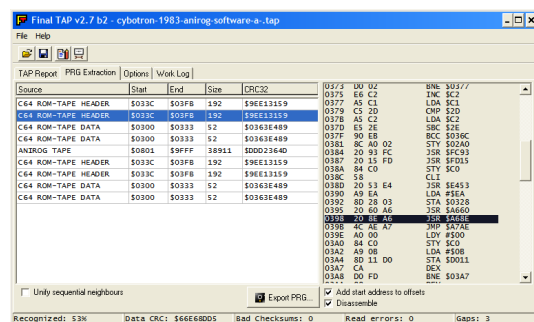 Final TAP v2.7 b2 - cybotron-1983-anirog-software-a-.tap
File Help
TAP Report PRG Extraction Options Work Log
Source Start End Size CRC32
C64 ROM-TAPE HEADER $033C $03FB 192 $9EE13159
C64 ROM-TAPE HEADER $033C $03FB 192 $9EE13159
C64 ROM-TAPE DATA $0300 $0333 52 $0363E489
C64 ROM-TAPE DATA $0300 $0333 52 $0363E489
ANIROG TAPE $0801 $9FFF 38911 $DDD2364D
C64 ROM-TAPE HEADER $033C $03FB 192 $9EE13159
C64 ROM-TAPE HEADER $033C $03FB 192 $9EE13159
C64 ROM-TAPE DATA $0300 $0333 52 $0363E489
C64 ROM-TAPE DATA $0300 $0333 52 $0363E489
0373 D0 02 BNE $0377
0375 E6 C2 INC $C2
0377 A5 C1 LDA $C1
0379 C5 2D CMP $2D
037B A5 C2 LDA $C2
037D E5 2E SBC $2E
037F 90 EB BCC $036C
0381 8C A0 02 STY $02A0
0384 20 93 FC JSR $FC93
0387 20 15 FD JSR $FD15
038A 84 C0 STY $C0
038C 58 CLI
038D 20 53 E4 JSR $E453
0390 A9 EA LDA #$EA
0392 8D 28 03 STA $0328
0395 20 60 A6 JSR $A660
0398 20 8E A6 JSR $A68E
039B 4C AE A7 JMP $A7AE
039E A0 00 LDY #$00
03A0 84 C0 STY $C0
03A2 A9 0B LDA #$0B
03A4 8D 11 D0 STA $D011
03A7 CA DEX
03A8 D0 FD BNE $03A7
Unify sequential neighbours
Export PRG...
Add start address to offsets
Disassemble
Recognized: 53% Data CRC: $66E68DD5 Bad Checksums: 0 Read errors: 0 Gaps: 3